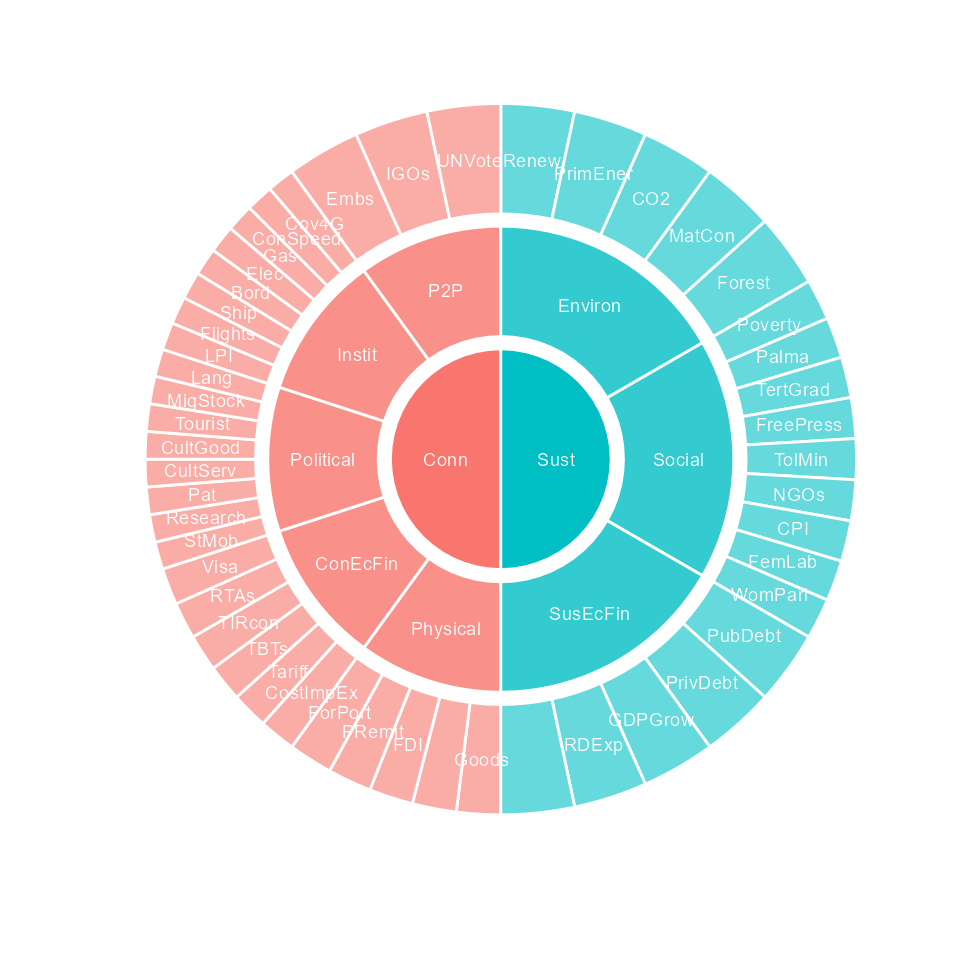 UNVote
Renew
IGOs
PrimEner
Embs
CO2
Cov4G
MatCon
ConSpeed
Gas
Elec
Forest
Bord
P2P
Ship
Environ
Flights
Poverty
LPI
Instit
Palma
Lang
TertGrad
MigStock
Tourist
FreePress
CultGood
Political
Conn
Sust
Social
TolMin
CultServ
Pat
NGOs
Research
CPI
StMob
Visa
ConEcFin
FemLab
RTAs
WomPari
TIRcon
Physical
SusEcFin
PubDebt
TBTs
Tariff
PrivDebt
CostImpEx
ForPort
GDPGrow
PRemit
FDI
RDExp
Goods